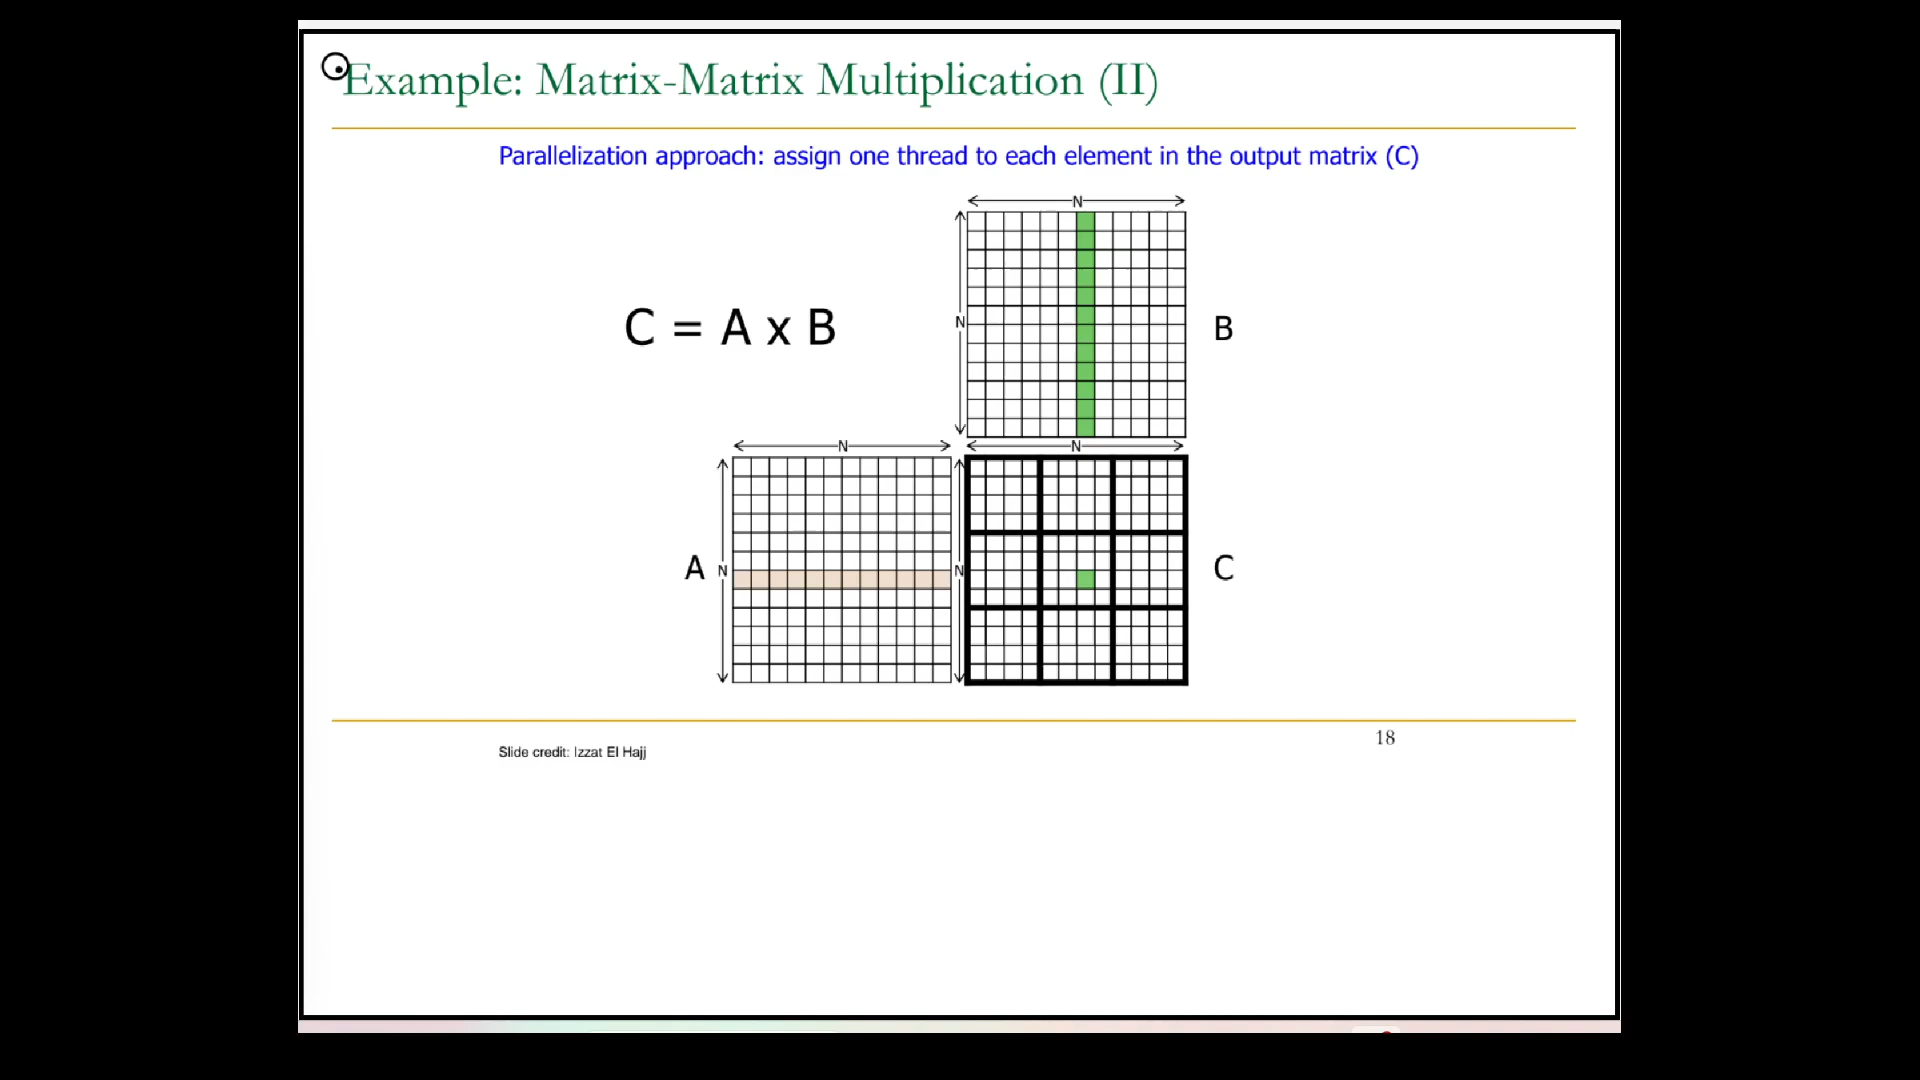 Example: Matrix-Matrix Multiplication (II)
Parallelization approach: assign one thread to each element in the output matrix (C)
N
N
C = A x B
B
N
N
A
N
N
C
Slide credit: Izzat El Hajj
18